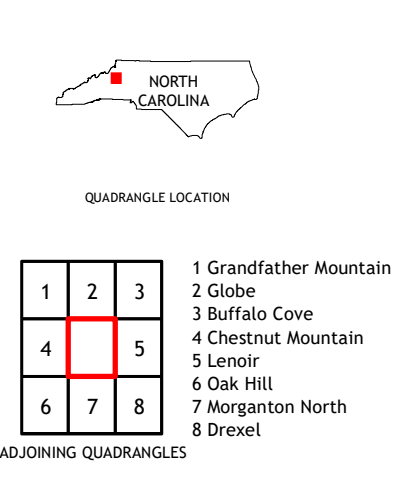 NORTH
CAROLINA
QUADRANGLE LOCATION
1 2 3
4 5
6 7 8
1 Grandfather Mountain
2 Globe
3 Buffalo Cove
4 Chestnut Mountain
5 Lenoir
6 Oak Hill
7 Morganton North
8 Drexel
ADJOINING QUADRANGLES